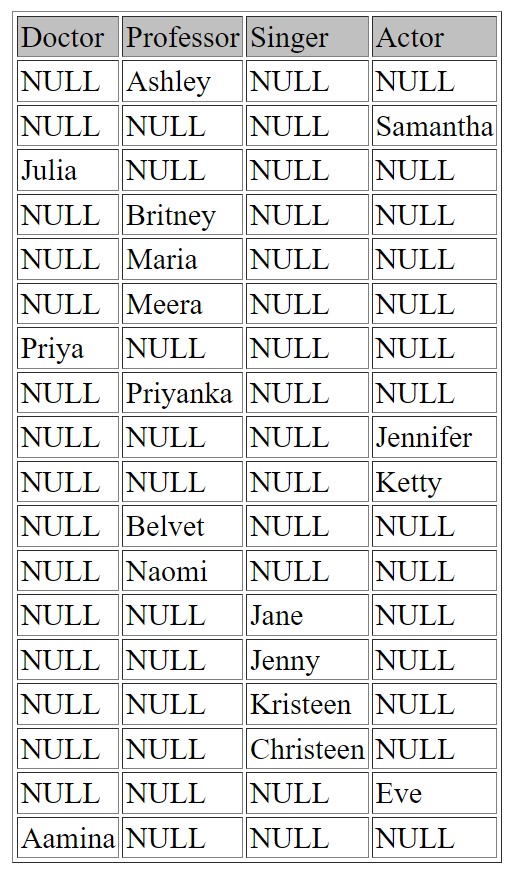 Doctor Professor Singer Actor
NULL Ashley NULL NULL
NULL NULL NULL Samantha
Julia NULL NULL NULL
NULL Britney NULL NULL
NULL Maria NULL NULL
NULL Meera NULL NULL
Priya NULL NULL NULL
NULL Priyanka NULL NULL
NULL NULL NULL Jennifer
NULL NULL NULL Ketty
NULL Belvet NULL NULL
NULL Naomi NULL NULL
NULL NULL Jane NULL
NULL NULL Jenny NULL
NULL NULL Kristeen NULL
NULL NULL Christeen NULL
NULL NULL NULL Eve
Aamina NULL NULL NULL